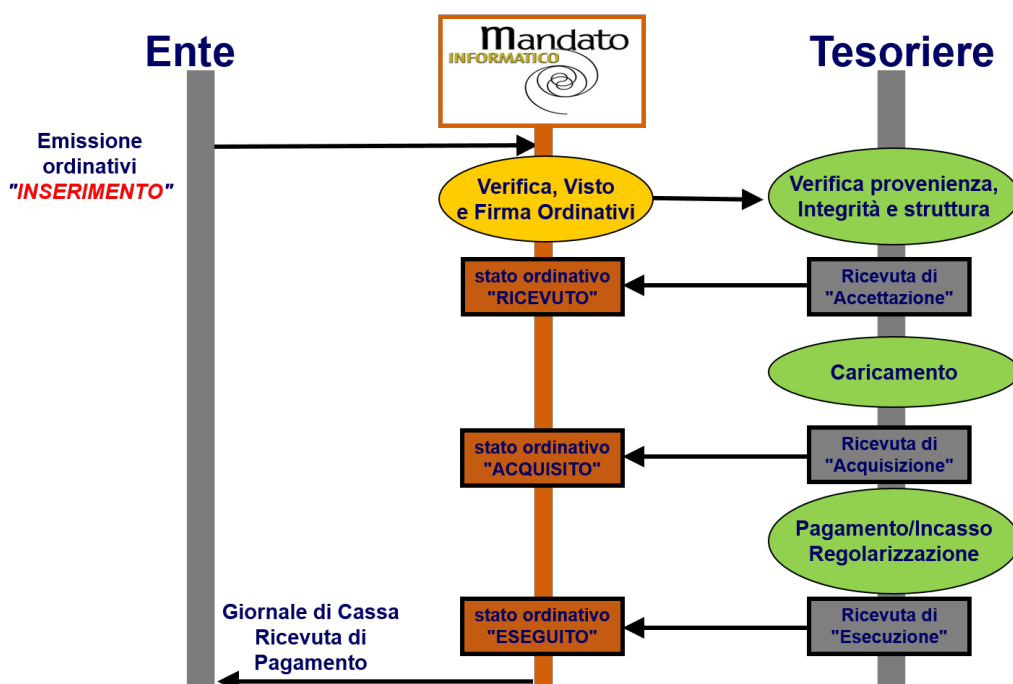 Ente
mandato
INFORMATICO
Tesoriere
Emissione
ordinativi
"INSERIMENTO"
Verifica, Visto
e Firma Ordinativi
Verifica provenienza,
Integrità e struttura
stato ordinativo
"RICEVUTO"
Ricevuta di
"Accettazione"
Caricamento
stato ordinativo
"ACQUISITO"
Ricevuta di
"Acquisizione"
Pagamento/Incasso
Regolarizzazione
Giornale di Cassa
Ricevuta di
Pagamento
stato ordinativo
"ESEGUITO"
Ricevuta di
"Esecuzione"